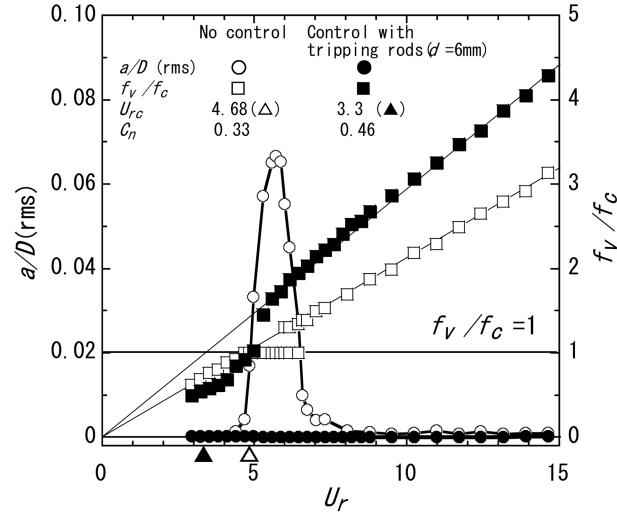 No control Control with tripping rods (d =6mm)
a/D (rms)
f_v /f_c
U_rc 4.68(△) 3.3 (▲)
C_n 0.33 0.46
0.10
0.08
0.06
0.04
0.02
0
a/D(rms)
5
4
3
2
1
0
f_v /f_c
f_v /f_c =1
0 5 10 15
U_r